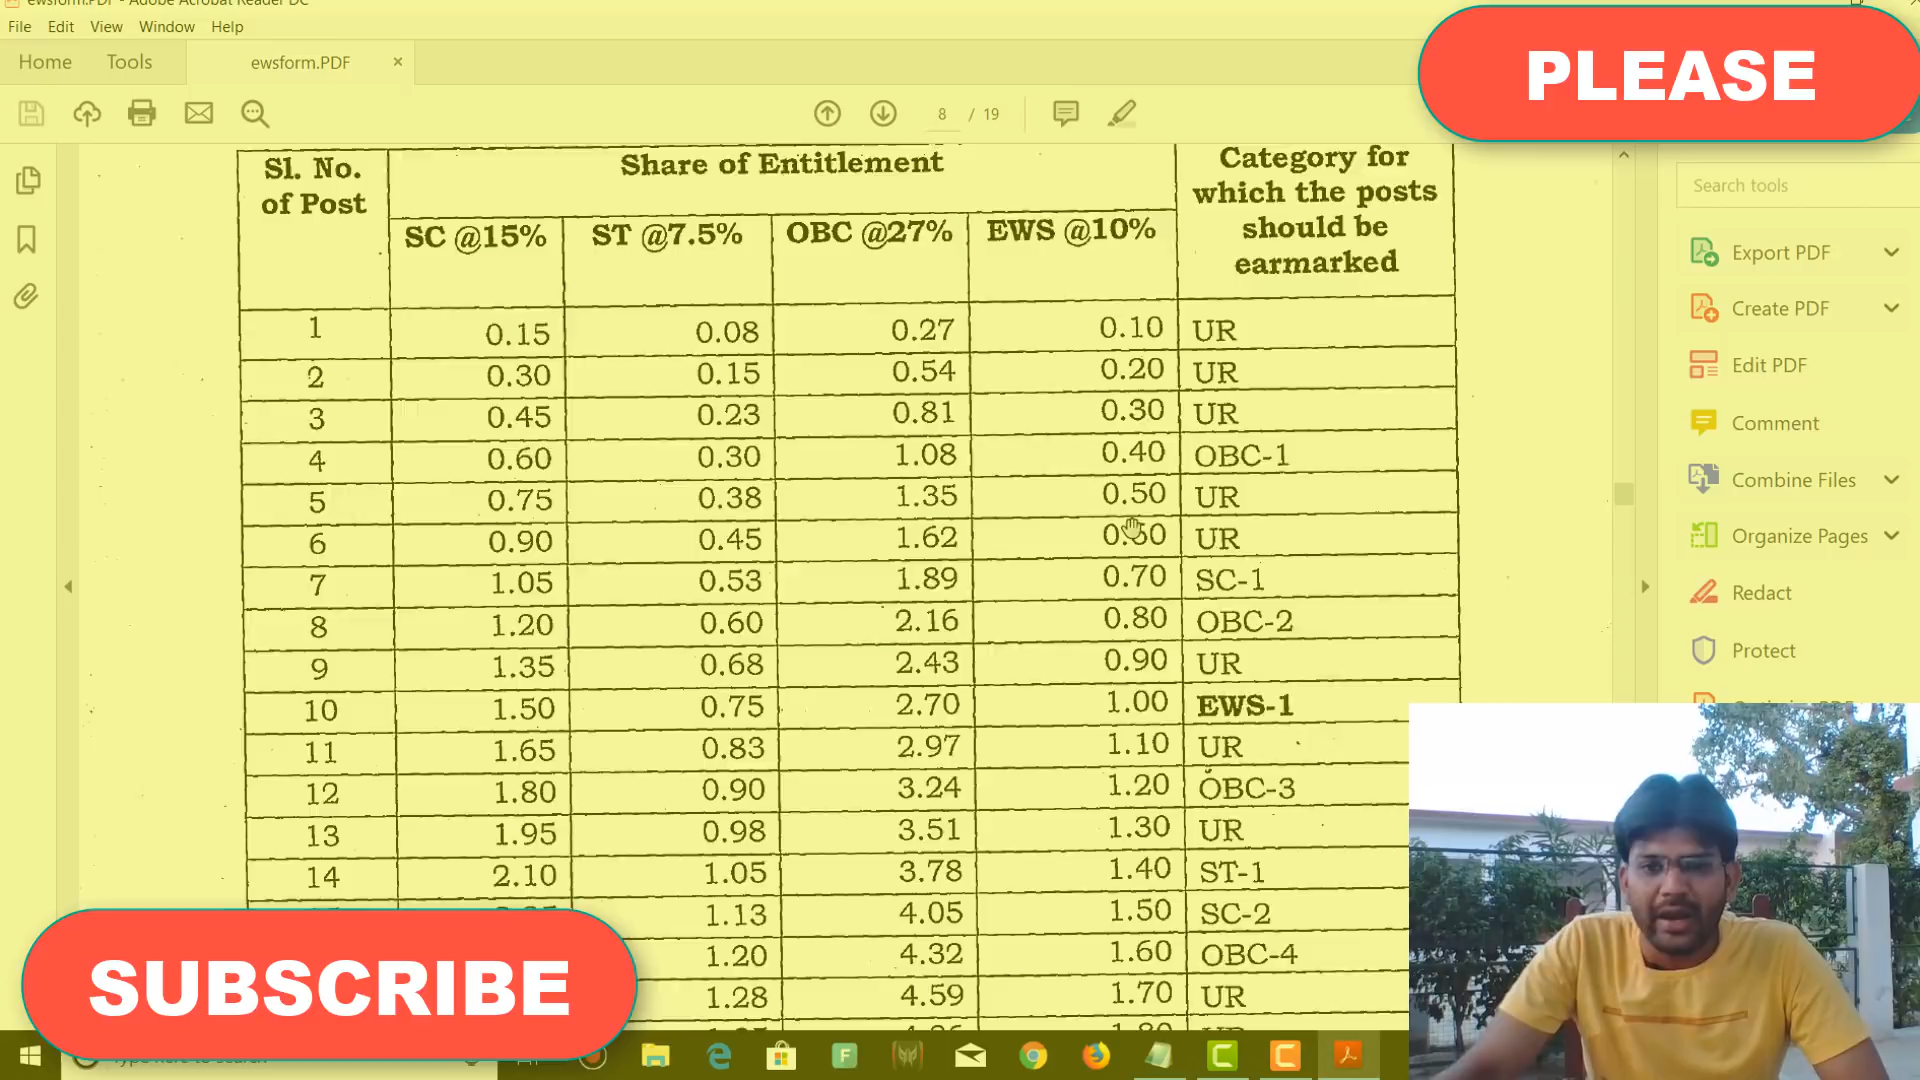 ewsform.PDF - Adobe Acrobat Reader DC
File Edit View Window Help
Home Tools ewsform.PDF ×
8 / 19
PLEASE
Sl. No. of Post Share of Entitlement Category for which the posts should be earmarked
SC @15% ST @7.5% OBC @27% EWS @10%
1 0.15 0.08 0.27 0.10 UR
2 0.30 0.15 0.54 0.20 UR
3 0.45 0.23 0.81 0.30 UR
4 0.60 0.30 1.08 0.40 OBC-1
5 0.75 0.38 1.35 0.50 UR
6 0.90 0.45 1.62 0.60 UR
7 1.05 0.53 1.89 0.70 SC-1
8 1.20 0.60 2.16 0.80 OBC-2
9 1.35 0.68 2.43 0.90 UR
10 1.50 0.75 2.70 1.00 EWS-1
11 1.65 0.83 2.97 1.10 UR
12 1.80 0.90 3.24 1.20 OBC-3
13 1.95 0.98 3.51 1.30 UR
14 2.10 1.05 3.78 1.40 ST-1
1.13 4.05 1.50 SC-2
1.20 4.32 1.60 OBC-4
1.28 4.59 1.70 UR
Search tools
Export PDF
Create PDF
Edit PDF
Comment
Combine Files
Organize Pages
Redact
Protect
SUBSCRIBE